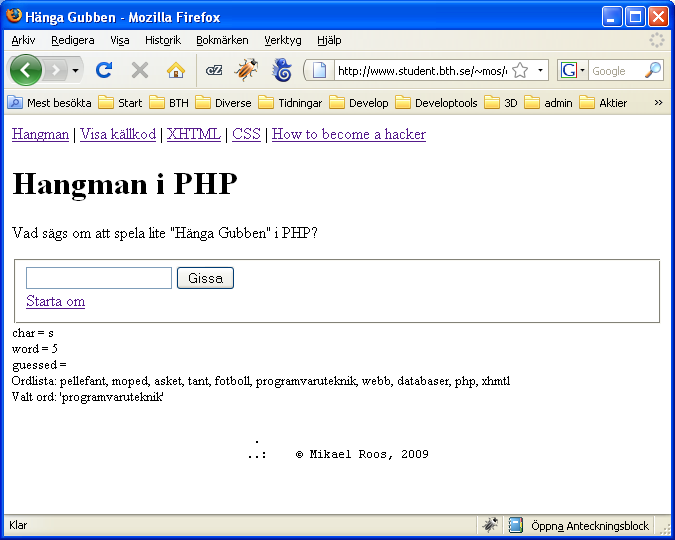 Hänga Gubben - Mozilla Firefox
Arkiv Redigera Visa Historik Bokmärken Verktyg Hjälp
http://www.student.bth.se/~mos/ G Google
Mest besökta Start BTH Diverse Tidningar Develop Developtools 3D admin Aktier »
Hangman | Visa källkod | XHTML | CSS | How to become a hacker
Hangman i PHP
Vad sägs om att spela lite "Hänga Gubben" i PHP?
Gissa
Starta om
char = s
word = 5
guessed =
Ordlista: pellefant, moped, asket, tant, fotboll, programvaruteknik, webb, databaser, php, xhmtl
Valt ord: 'programvaruteknik'
.
..: © Mikael Roos, 2009
Klar Öppna Anteckningsblock